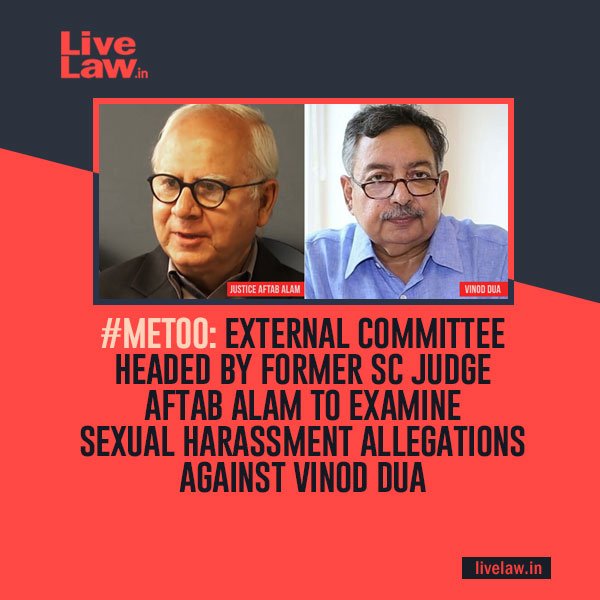 Live
Law.in
JUSTICE AFTAB ALAM
VINOD DUA
#METOO: EXTERNAL COMMITTEE
HEADED BY FORMER SC JUDGE
AFTAB ALAM TO EXAMINE
SEXUAL HARASSMENT ALLEGATIONS
AGAINST VINOD DUA
livelaw.in